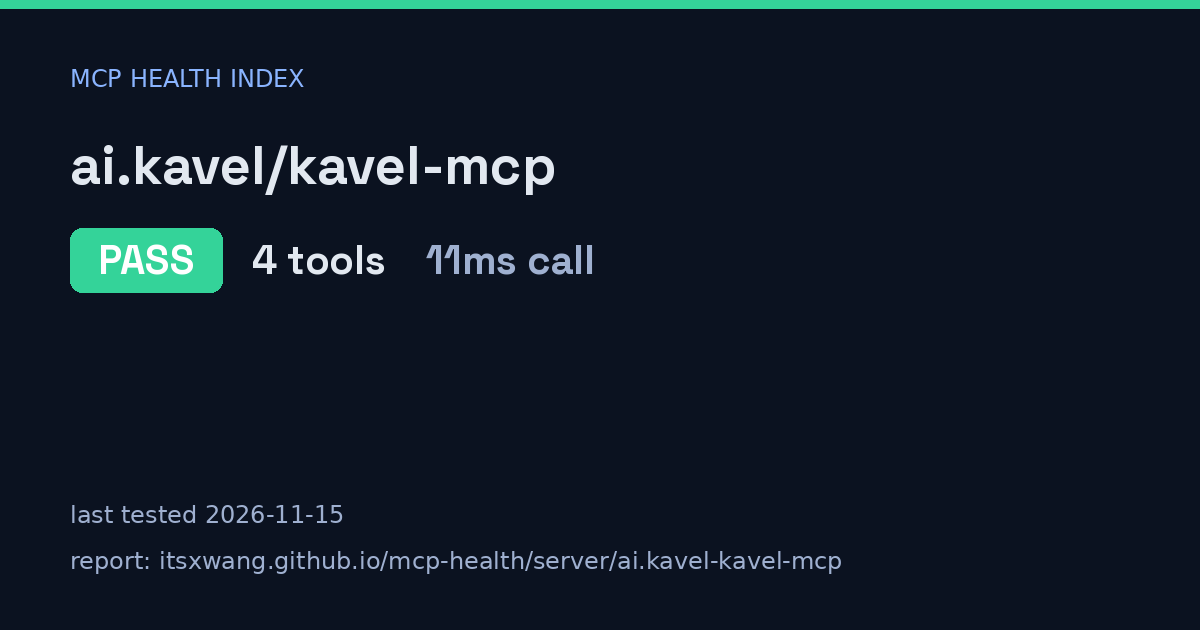 MCP HEALTH INDEX
ai.kavel/kavel-mcp
PASS 4 tools 11ms call
last tested 2026-11-15
report: itsxwang.github.io/mcp-health/server/ai.kavel-kavel-mcp